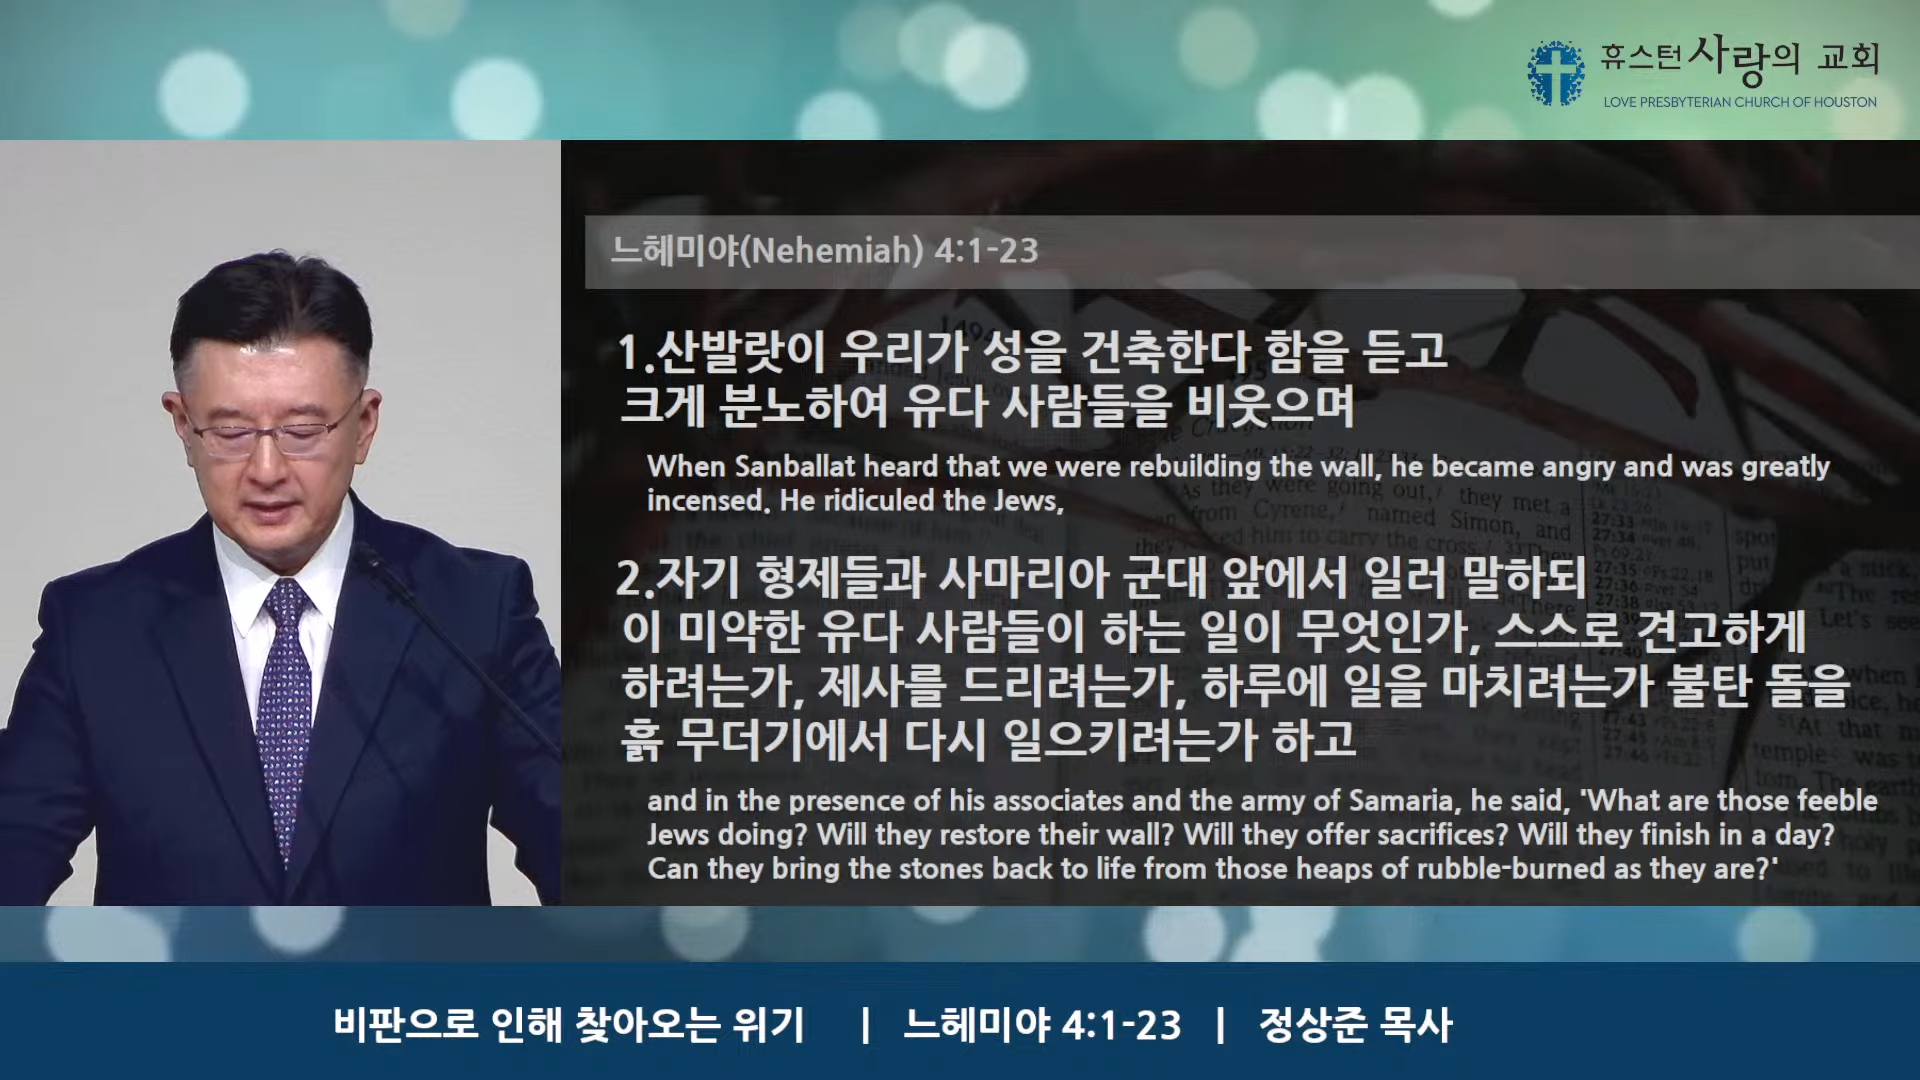 휴스턴 사랑의 교회
LOVE PRESBYTERIAN CHURCH OF HOUSTON
느헤미야(Nehemiah) 4:1-23
1.산발랏이 우리가 성을 건축한다 함을 듣고
크게 분노하여 유다 사람들을 비웃으며
When Sanballat heard that we were rebuilding the wall, he became angry and was greatly
incensed. He ridiculed the Jews,
2.자기 형제들과 사마리아 군대 앞에서 일러 말하되
이 미약한 유다 사람들이 하는 일이 무엇인가, 스스로 견고하게
하려는가, 제사를 드리려는가, 하루에 일을 마치려는가 불탄 돌을
흙 무더기에서 다시 일으키려는가 하고
and in the presence of his associates and the army of Samaria, he said, 'What are those feeble
Jews doing? Will they restore their wall? Will they offer sacrifices? Will they finish in a day?
Can they bring the stones back to life from those heaps of rubble-burned as they are?'
비판으로 인해 찾아오는 위기 | 느헤미야 4:1-23 | 정상준 목사